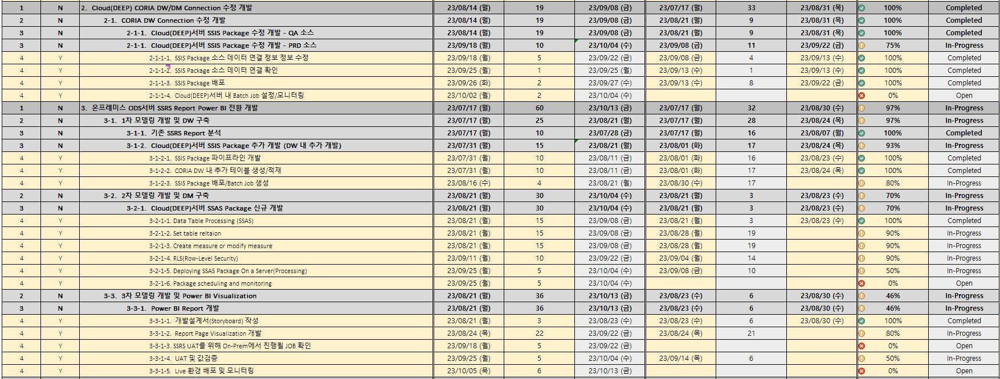 1 N 2. Cloud(DEEP) CORIA DW/DM Connection 수정 개발 23/08/14 (월) 19 23/09/08 (금) 23/07/17 (월) 33 23/08/31 (목) 100% Completed
2 N 2-1. CORIA DW Connection 수정 개발 23/08/14 (월) 19 23/09/08 (금) 23/08/21 (월) 9 23/08/31 (목) 100% Completed
3 N 2-1-1. Cloud(DEEP)서버 SSIS Package 수정 개발 - QA 소스 23/08/14 (월) 19 23/09/08 (금) 23/08/21 (월) 9 23/08/31 (목) 100% Completed
3 N 2-1-1. Cloud(DEEP)서버 SSIS Package 수정 개발 - PRD 소스 23/09/18 (월) 10 23/10/04 (수) 23/09/08 (금) 11 23/09/22 (금) 75% In-Progress
4 Y 2-1-1-1. SSIS Package 소스 데이터 연결 정보 정보 수정 23/09/18 (월) 5 23/09/22 (금) 23/09/08 (금) 4 23/09/13 (수) 100% Completed
4 Y 2-1-1-2. SSIS Package 소스 데이터 연결 확인 23/09/25 (월) 1 23/09/25 (월) 23/09/13 (수) 1 23/09/13 (수) 100% Completed
4 Y 2-1-1-3. SSIS Package 배포 23/09/26 (화) 2 23/09/27 (수) 23/09/13 (수) 8 23/09/22 (금) 100% Completed
4 Y 2-1-1-4. Cloud(DEEP)서버 내 Batch Job 설정/모니터링 23/10/02 (월) 2 23/10/04 (수) 0% Open
1 N 3. 온프레미스 ODS서버 SSRS Report Power BI 전환 개발 23/07/17 (월) 60 23/10/13 (금) 23/07/17 (월) 32 23/08/30 (수) 97% In-Progress
2 N 3-1. 1차 모델링 개발 및 DW 구축 23/07/17 (월) 25 23/08/21 (월) 23/07/17 (월) 28 23/08/24 (목) 97% In-Progress
3 N 3-1-1. 기존 SSRS Report 분석 23/07/17 (월) 10 23/07/28 (금) 23/07/17 (월) 16 23/08/07 (월) 100% Completed
3 N 3-1-2. Cloud(DEEP)서버 SSIS Package 추가 개발 (DW 내 추가 개발) 23/07/31 (월) 15 23/08/21 (월) 23/08/01 (화) 17 23/08/24 (목) 93% In-Progress
4 Y 3-1-2-1. SSIS Package 파이프라인 개발 23/07/31 (월) 10 23/08/11 (금) 23/08/01 (화) 16 23/08/23 (수) 100% Completed
4 Y 3-1-2-2. CORIA DW 내 추가 테이블 생성/적재 23/07/31 (월) 10 23/08/11 (금) 23/08/01 (화) 17 23/08/24 (목) 100% Completed
4 Y 3-1-2-3. SSIS Package 배포/Batch Job 생성 23/08/16 (수) 4 23/08/21 (월) 23/08/30 (수) 17 80% In-Progress
2 N 3-2. 2차 모델링 개발 및 DM 구축 23/08/21 (월) 30 23/10/04 (수) 23/08/21 (월) 3 23/08/23 (수) 70% In-Progress
3 N 3-2-1. Cloud(DEEP)서버 SSAS Package 신규 개발 23/08/21 (월) 30 23/10/04 (수) 23/08/21 (월) 3 23/08/23 (수) 70% In-Progress
4 Y 3-2-1-1. Data Table Processing (SSAS) 23/08/21 (월) 15 23/09/08 (금) 23/08/21 (월) 3 23/08/23 (수) 100% Completed
4 Y 3-2-1-2. Set table reltaion 23/08/21 (월) 15 23/09/08 (금) 23/08/28 (월) 19 90% In-Progress
4 Y 3-2-1-3. Create measure or modify measure 23/08/21 (월) 15 23/09/08 (금) 23/08/28 (월) 19 90% In-Progress
4 Y 3-2-1-4. RLS(Row-Level Security) 23/09/11 (월) 10 23/09/22 (금) 23/09/04 (월) 14 90% In-Progress
4 Y 3-2-1-5. Deploying SSAS Package On a Server(Processing) 23/09/25 (월) 5 23/10/04 (수) 23/09/08 (금) 10 50% In-Progress
4 Y 3-2-1-6. Package scheduling and monitoring 23/09/25 (월) 5 23/10/04 (수) 0% Open
2 N 3-3. 3차 모델링 개발 및 Power BI Visualization 23/08/21 (월) 36 23/10/13 (금) 23/08/23 (수) 6 23/08/30 (수) 46% In-Progress
3 N 3-3-1. Power BI Report 개발 23/08/21 (월) 36 23/10/13 (금) 23/08/23 (수) 6 23/08/30 (수) 46% In-Progress
4 Y 3-3-1-1. 개발설계서(Storyboard) 작성 23/08/21 (월) 3 23/08/23 (수) 23/08/23 (수) 6 23/08/30 (수) 100% Completed
4 Y 3-3-1-2. Report Page Visualization 개발 23/08/24 (목) 22 23/09/22 (금) 23/08/24 (목) 21 80% In-Progress
4 Y 3-3-1-3. SSRS UAT를 위해 On-Prem에서 진행될 JOB 확인 23/09/18 (월) 5 23/09/22 (금) 0% Open
4 Y 3-3-1-4. UAT 및 값검증 23/09/25 (월) 5 23/10/04 (수) 23/09/14 (목) 6 50% In-Progress
4 Y 3-3-1-5. Live 환경 배포 및 모니터링 23/10/05 (목) 6 23/10/13 (금) 0% Open